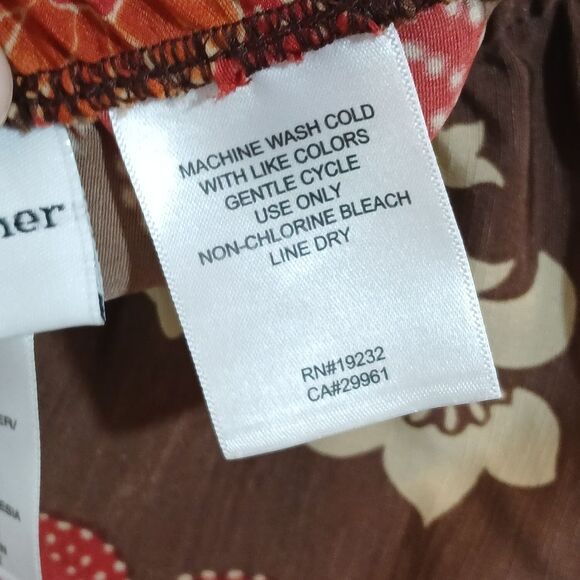 MACHINE WASH COLD
WITH LIKE COLORS
GENTLE CYCLE
USE ONLY
NON-CHLORINE BLEACH
LINE DRY
RN#19232
CA#29961